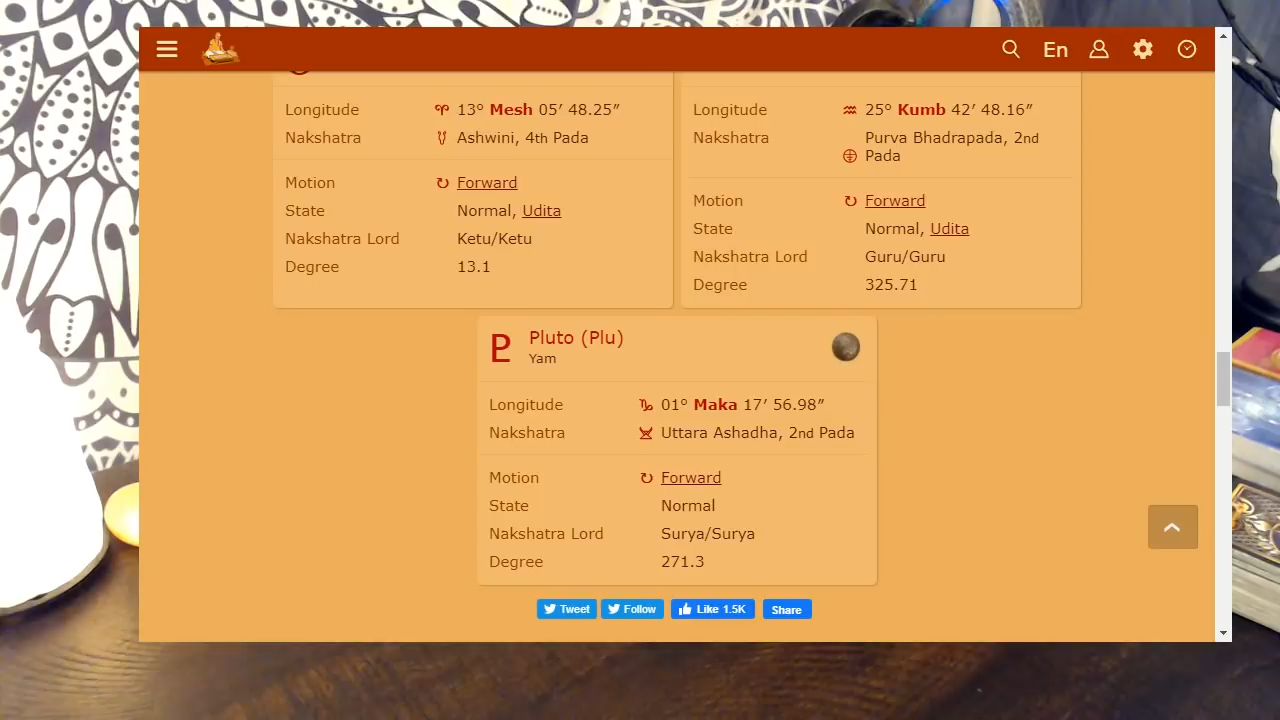 En
Longitude 13° Mesh 05′ 48.25″
Nakshatra Ashwini, 4th Pada
Motion Forward
State Normal, Udita
Nakshatra Lord Ketu/Ketu
Degree 13.1
Longitude 25° Kumb 42′ 48.16″
Nakshatra Purva Bhadrapada, 2nd
Pada
Motion Forward
State Normal, Udita
Nakshatra Lord Guru/Guru
Degree 325.71
P Pluto (Plu)
Yam
Longitude 01° Maka 17′ 56.98″
Nakshatra Uttara Ashadha, 2nd Pada
Motion Forward
State Normal
Nakshatra Lord Surya/Surya
Degree 271.3
Tweet Follow Like 1.5K Share